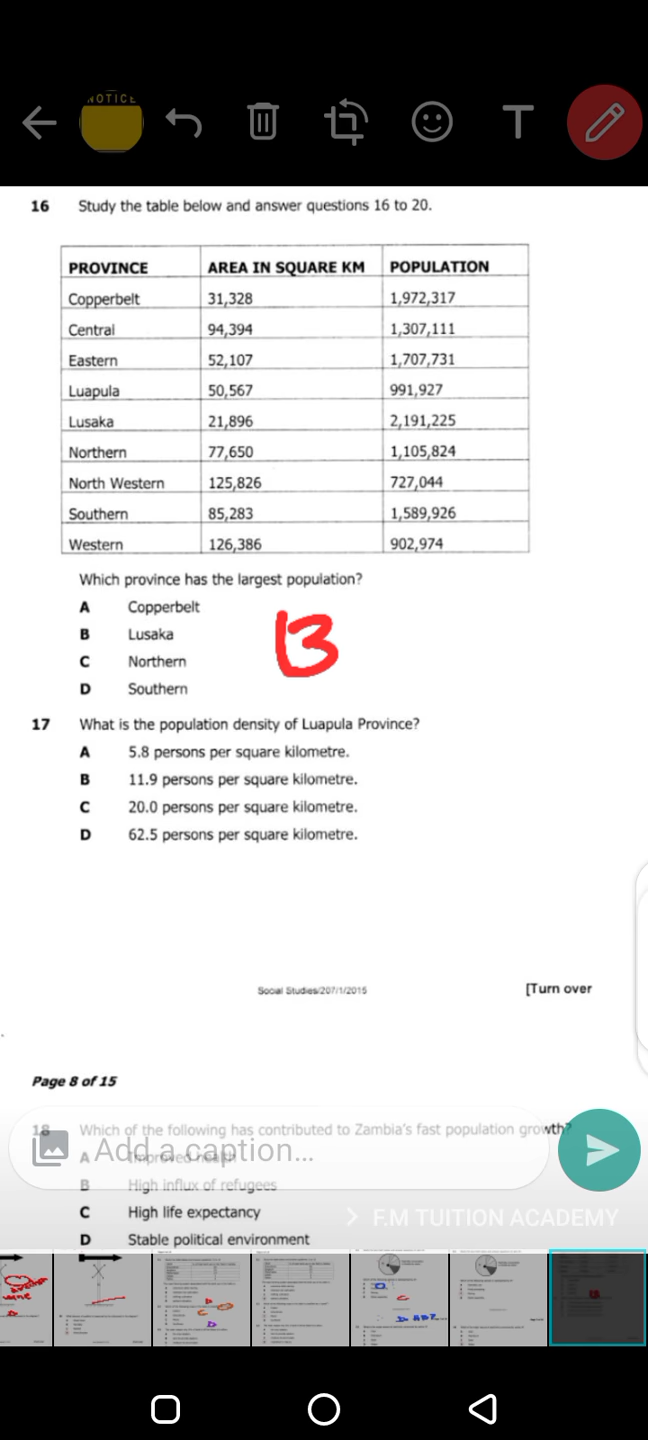 NOTICE
T
16 Study the table below and answer questions 16 to 20.
PROVINCE AREA IN SQUARE KM POPULATION
Copperbelt 31,328 1,972,317
Central 94,394 1,307,111
Eastern 52,107 1,707,731
Luapula 50,567 991,927
Lusaka 21,896 2,191,225
Northern 77,650 1,105,824
North Western 125,826 727,044
Southern 85,283 1,589,926
Western 126,386 902,974
Which province has the largest population?
A Copperbelt
B Lusaka
C Northern
D Southern
B
17 What is the population density of Luapula Province?
A 5.8 persons per square kilometre.
B 11.9 persons per square kilometre.
C 20.0 persons per square kilometre.
D 62.5 persons per square kilometre.
Social Studies/207/1/2015 [Turn over
Page 8 of 15
18 Which of the following has contributed to Zambia's fast population growth?
A Improved health
Add a caption...
B High influx of refugees
C High life expectancy
> F.M TUITION ACADEMY
D Stable political environment